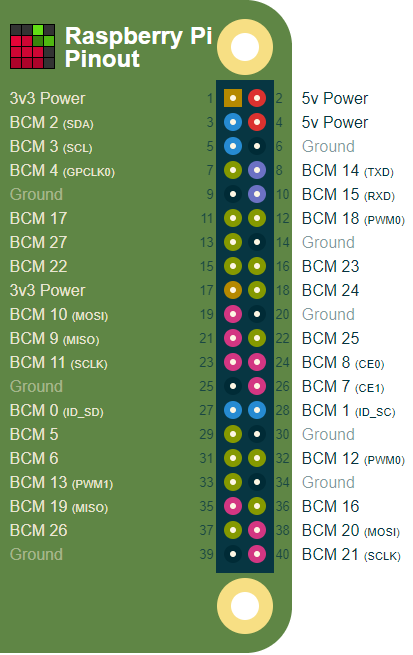 Raspberry Pi
Pinout
3v3 Power 1 2 5v Power
BCM 2 (SDA) 3 4 5v Power
BCM 3 (SCL) 5 6 Ground
BCM 4 (GPCLK0) 7 8 BCM 14 (TXD)
Ground 9 10 BCM 15 (RXD)
BCM 17 11 12 BCM 18 (PWM0)
BCM 27 13 14 Ground
BCM 22 15 16 BCM 23
3v3 Power 17 18 BCM 24
BCM 10 (MOSI) 19 20 Ground
BCM 9 (MISO) 21 22 BCM 25
BCM 11 (SCLK) 23 24 BCM 8 (CE0)
Ground 25 26 BCM 7 (CE1)
BCM 0 (ID_SD) 27 28 BCM 1 (ID_SC)
BCM 5 29 30 Ground
BCM 6 31 32 BCM 12 (PWM0)
BCM 13 (PWM1) 33 34 Ground
BCM 19 (MISO) 35 36 BCM 16
BCM 26 37 38 BCM 20 (MOSI)
Ground 39 40 BCM 21 (SCLK)